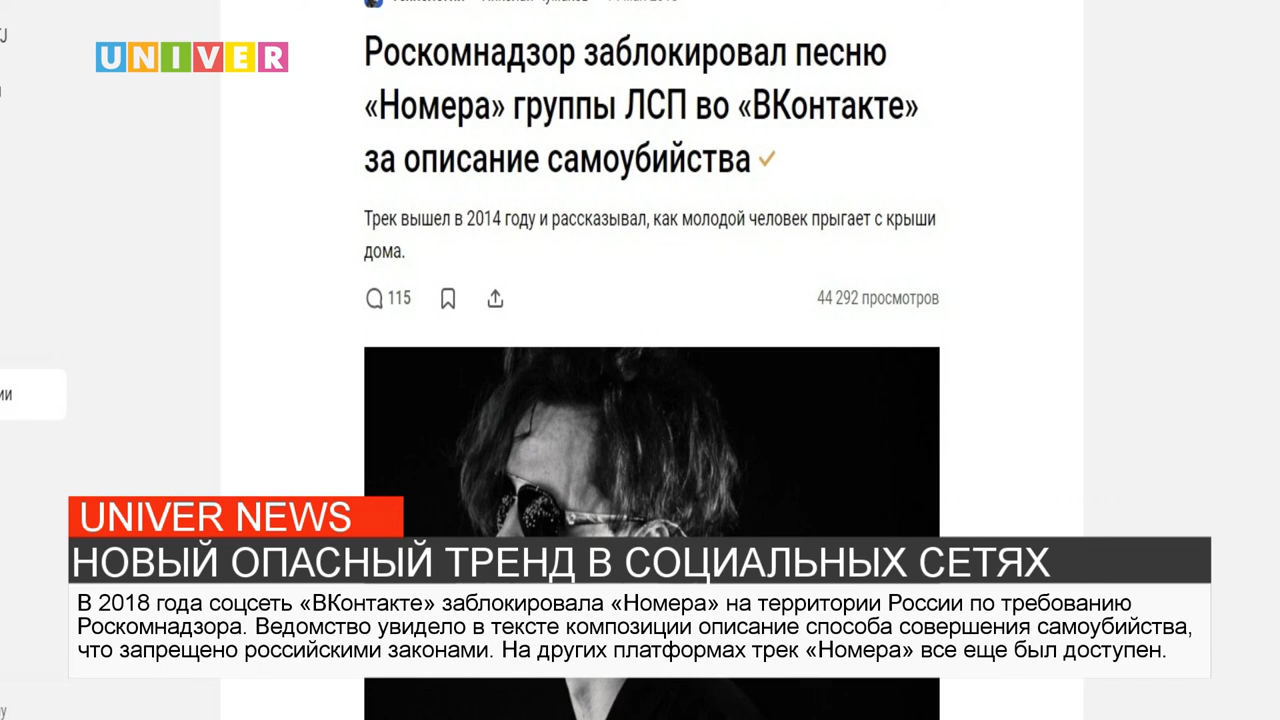 UNIVER
Роскомнадзор заблокировал песню
«Номера» группы ЛСП во «ВКонтакте»
за описание самоубийства
Трек вышел в 2014 году и рассказывал, как молодой человек прыгает с крыши
дома.
115
44 292 просмотров
ии
UNIVER NEWS
НОВЫЙ ОПАСНЫЙ ТРЕНД В СОЦИАЛЬНЫХ СЕТЯХ
В 2018 года соцсеть «ВКонтакте» заблокировала «Номера» на территории России по требованию
Роскомнадзора. Ведомство увидело в тексте композиции описание способа совершения самоубийства,
что запрещено российскими законами. На других платформах трек «Номера» все еще был доступен.